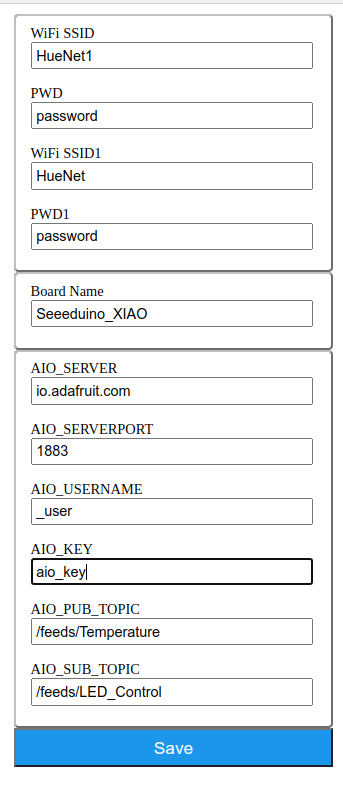 WiFi SSID
HueNet1
PWD
password
WiFi SSID1
HueNet
PWD1
password
Board Name
Seeeduino_XIAO
AIO_SERVER
io.adafruit.com
AIO_SERVERPORT
1883
AIO_USERNAME
_user
AIO_KEY
aio_key
AIO_PUB_TOPIC
/feeds/Temperature
AIO_SUB_TOPIC
/feeds/LED_Control
Save